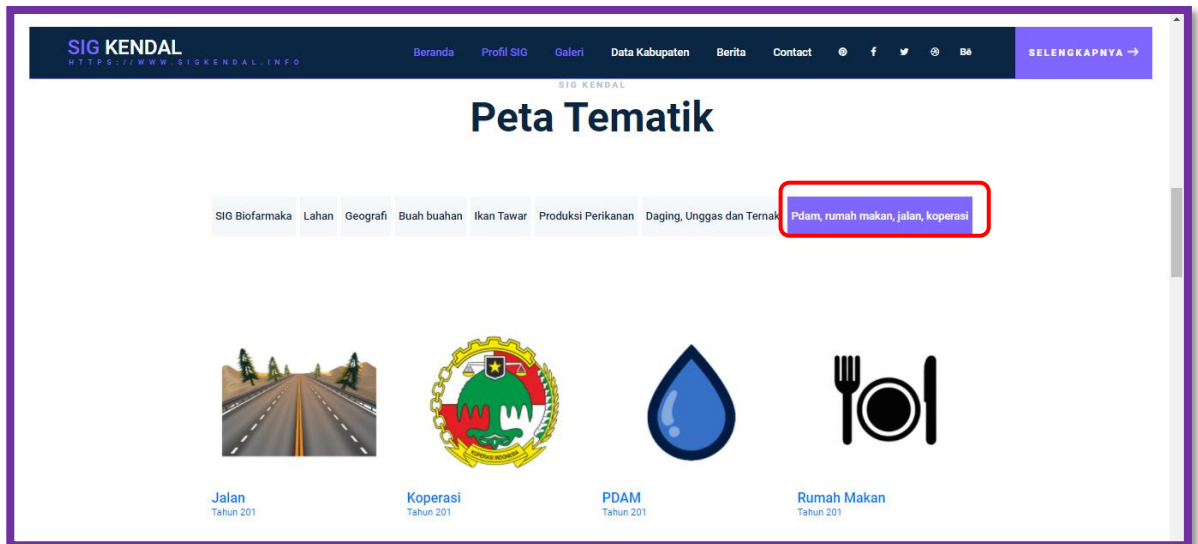 SIG KENDAL
HTTPS://WWW.SIGKENDAL.INFO
Beranda Profil SIG Galeri Data Kabupaten Berita Contact f Bē SELENGKAPNYA →
SIG KENDAL
Peta Tematik
SIG Biofarmaka Lahan Geografi Buah buahan Ikan Tawar Produksi Perikanan Daging, Unggas dan Ternak Pdam, rumah makan, jalan, koperasi
KOPERASI INDONESIA
Jalan Koperasi PDAM Rumah Makan
Tahun 201 Tahun 201 Tahun 201 Tahun 201